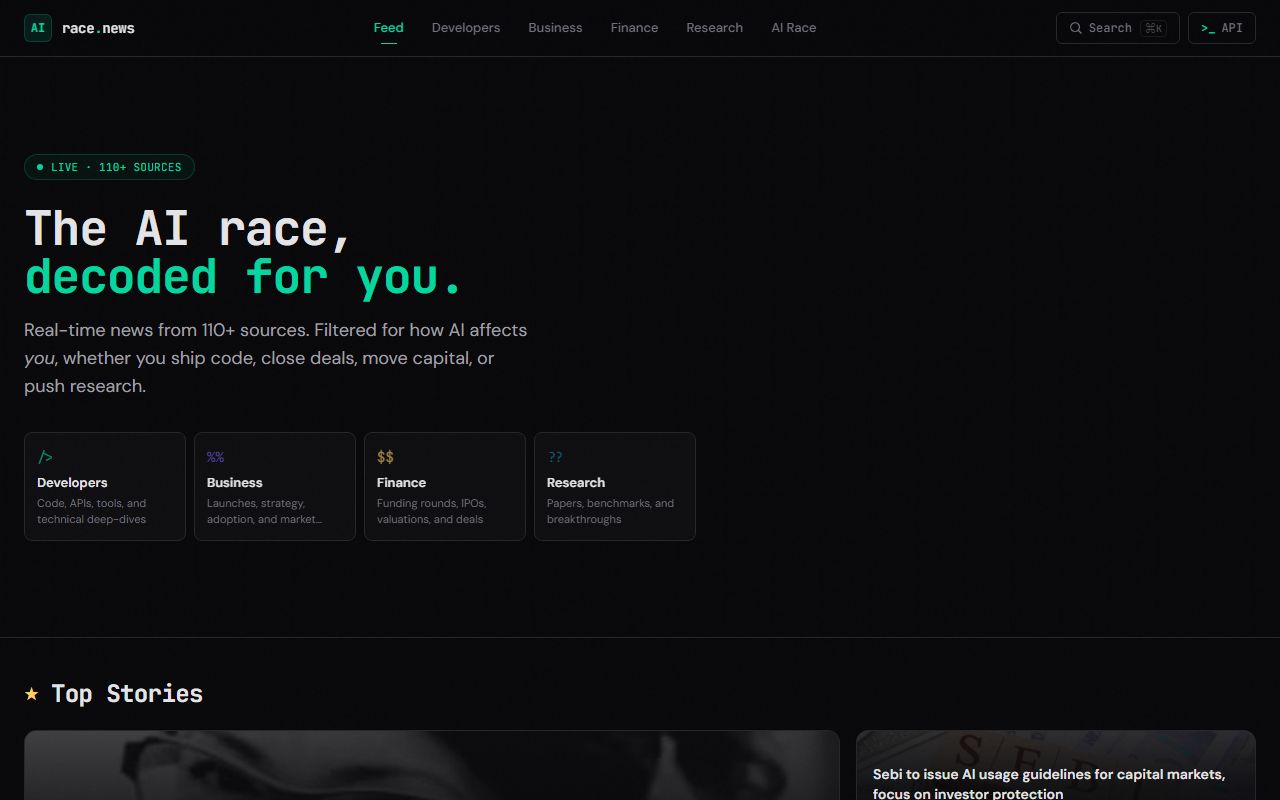 AI race.news
Feed Developers Business Finance Research AI Race
Search ⌘K >_ API
LIVE · 110+ SOURCES
The AI race,
decoded for you.
Real-time news from 110+ sources. Filtered for how AI affects
you, whether you ship code, close deals, move capital, or
push research.
/>
Developers
Code, APIs, tools, and
technical deep-dives
%%
Business
Launches, strategy,
adoption, and market…
$$
Finance
Funding rounds, IPOs,
valuations, and deals
??
Research
Papers, benchmarks, and
breakthroughs
★ Top Stories
SEBI
Sebi to issue AI usage guidelines for capital markets,
focus on investor protection